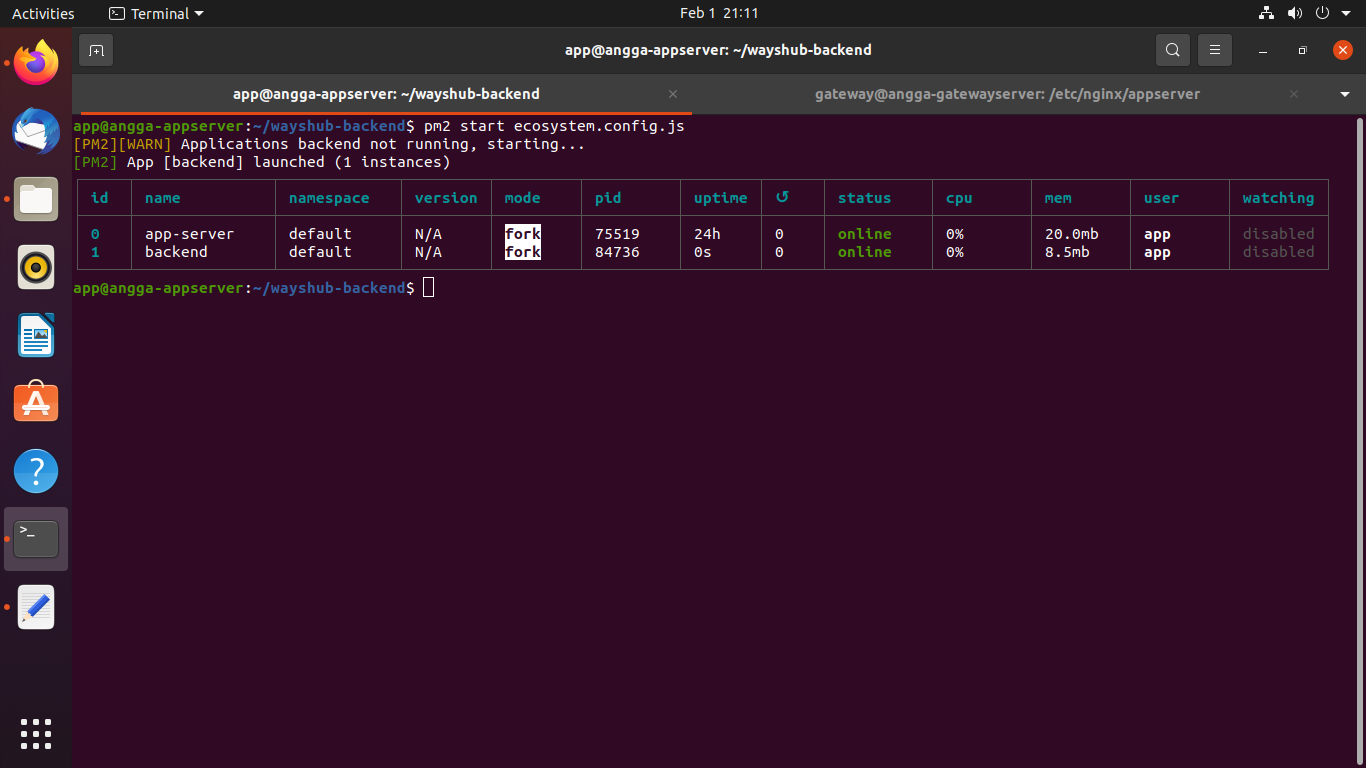 Activities Terminal Feb 1 21:11
app@angga-appserver: ~/wayshub-backend
app@angga-appserver: ~/wayshub-backend × gateway@angga-gatewayserver: /etc/nginx/appserver ×
app@angga-appserver:~/wayshub-backend$ pm2 start ecosystem.config.js
[PM2][WARN] Applications backend not running, starting...
[PM2] App [backend] launched (1 instances)
id name namespace version mode pid uptime ↺ status cpu mem user watching
0 app-server default N/A fork 75519 24h 0 online 0% 20.0mb app disabled
1 backend default N/A fork 84736 0s 0 online 0% 8.5mb app disabled
app@angga-appserver:~/wayshub-backend$